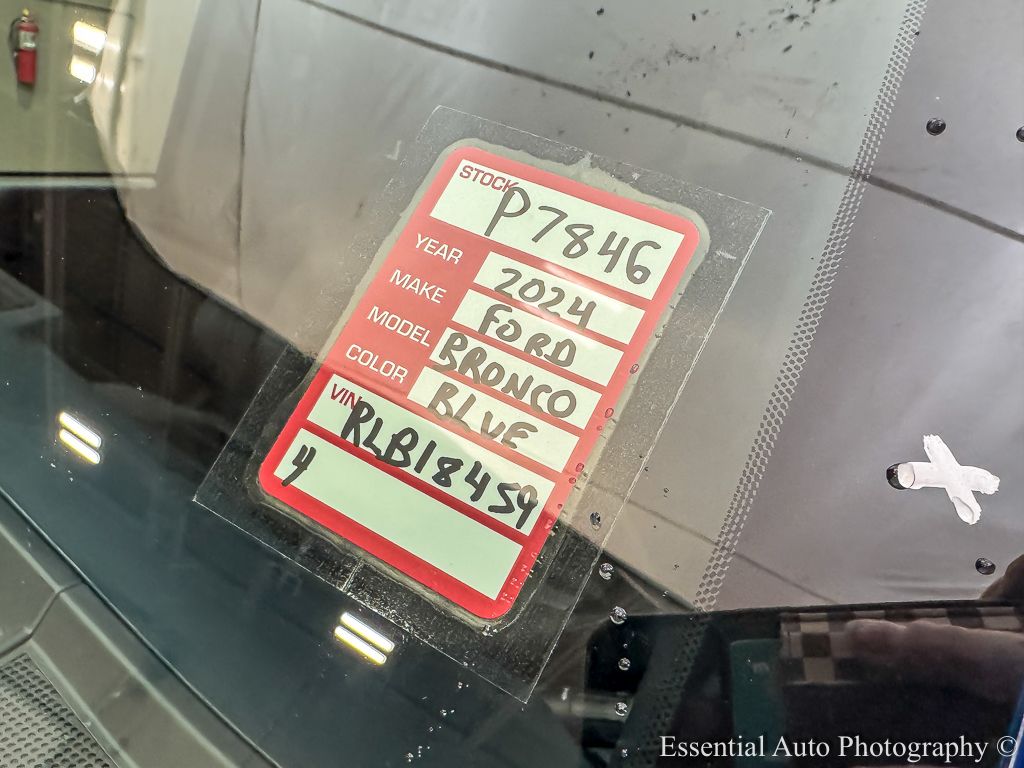 STOCK P7846
YEAR 2024
MAKE FORD
MODEL BRONCO
COLOR BLUE
VIN RLB18459
4
Essential Auto Photography ©